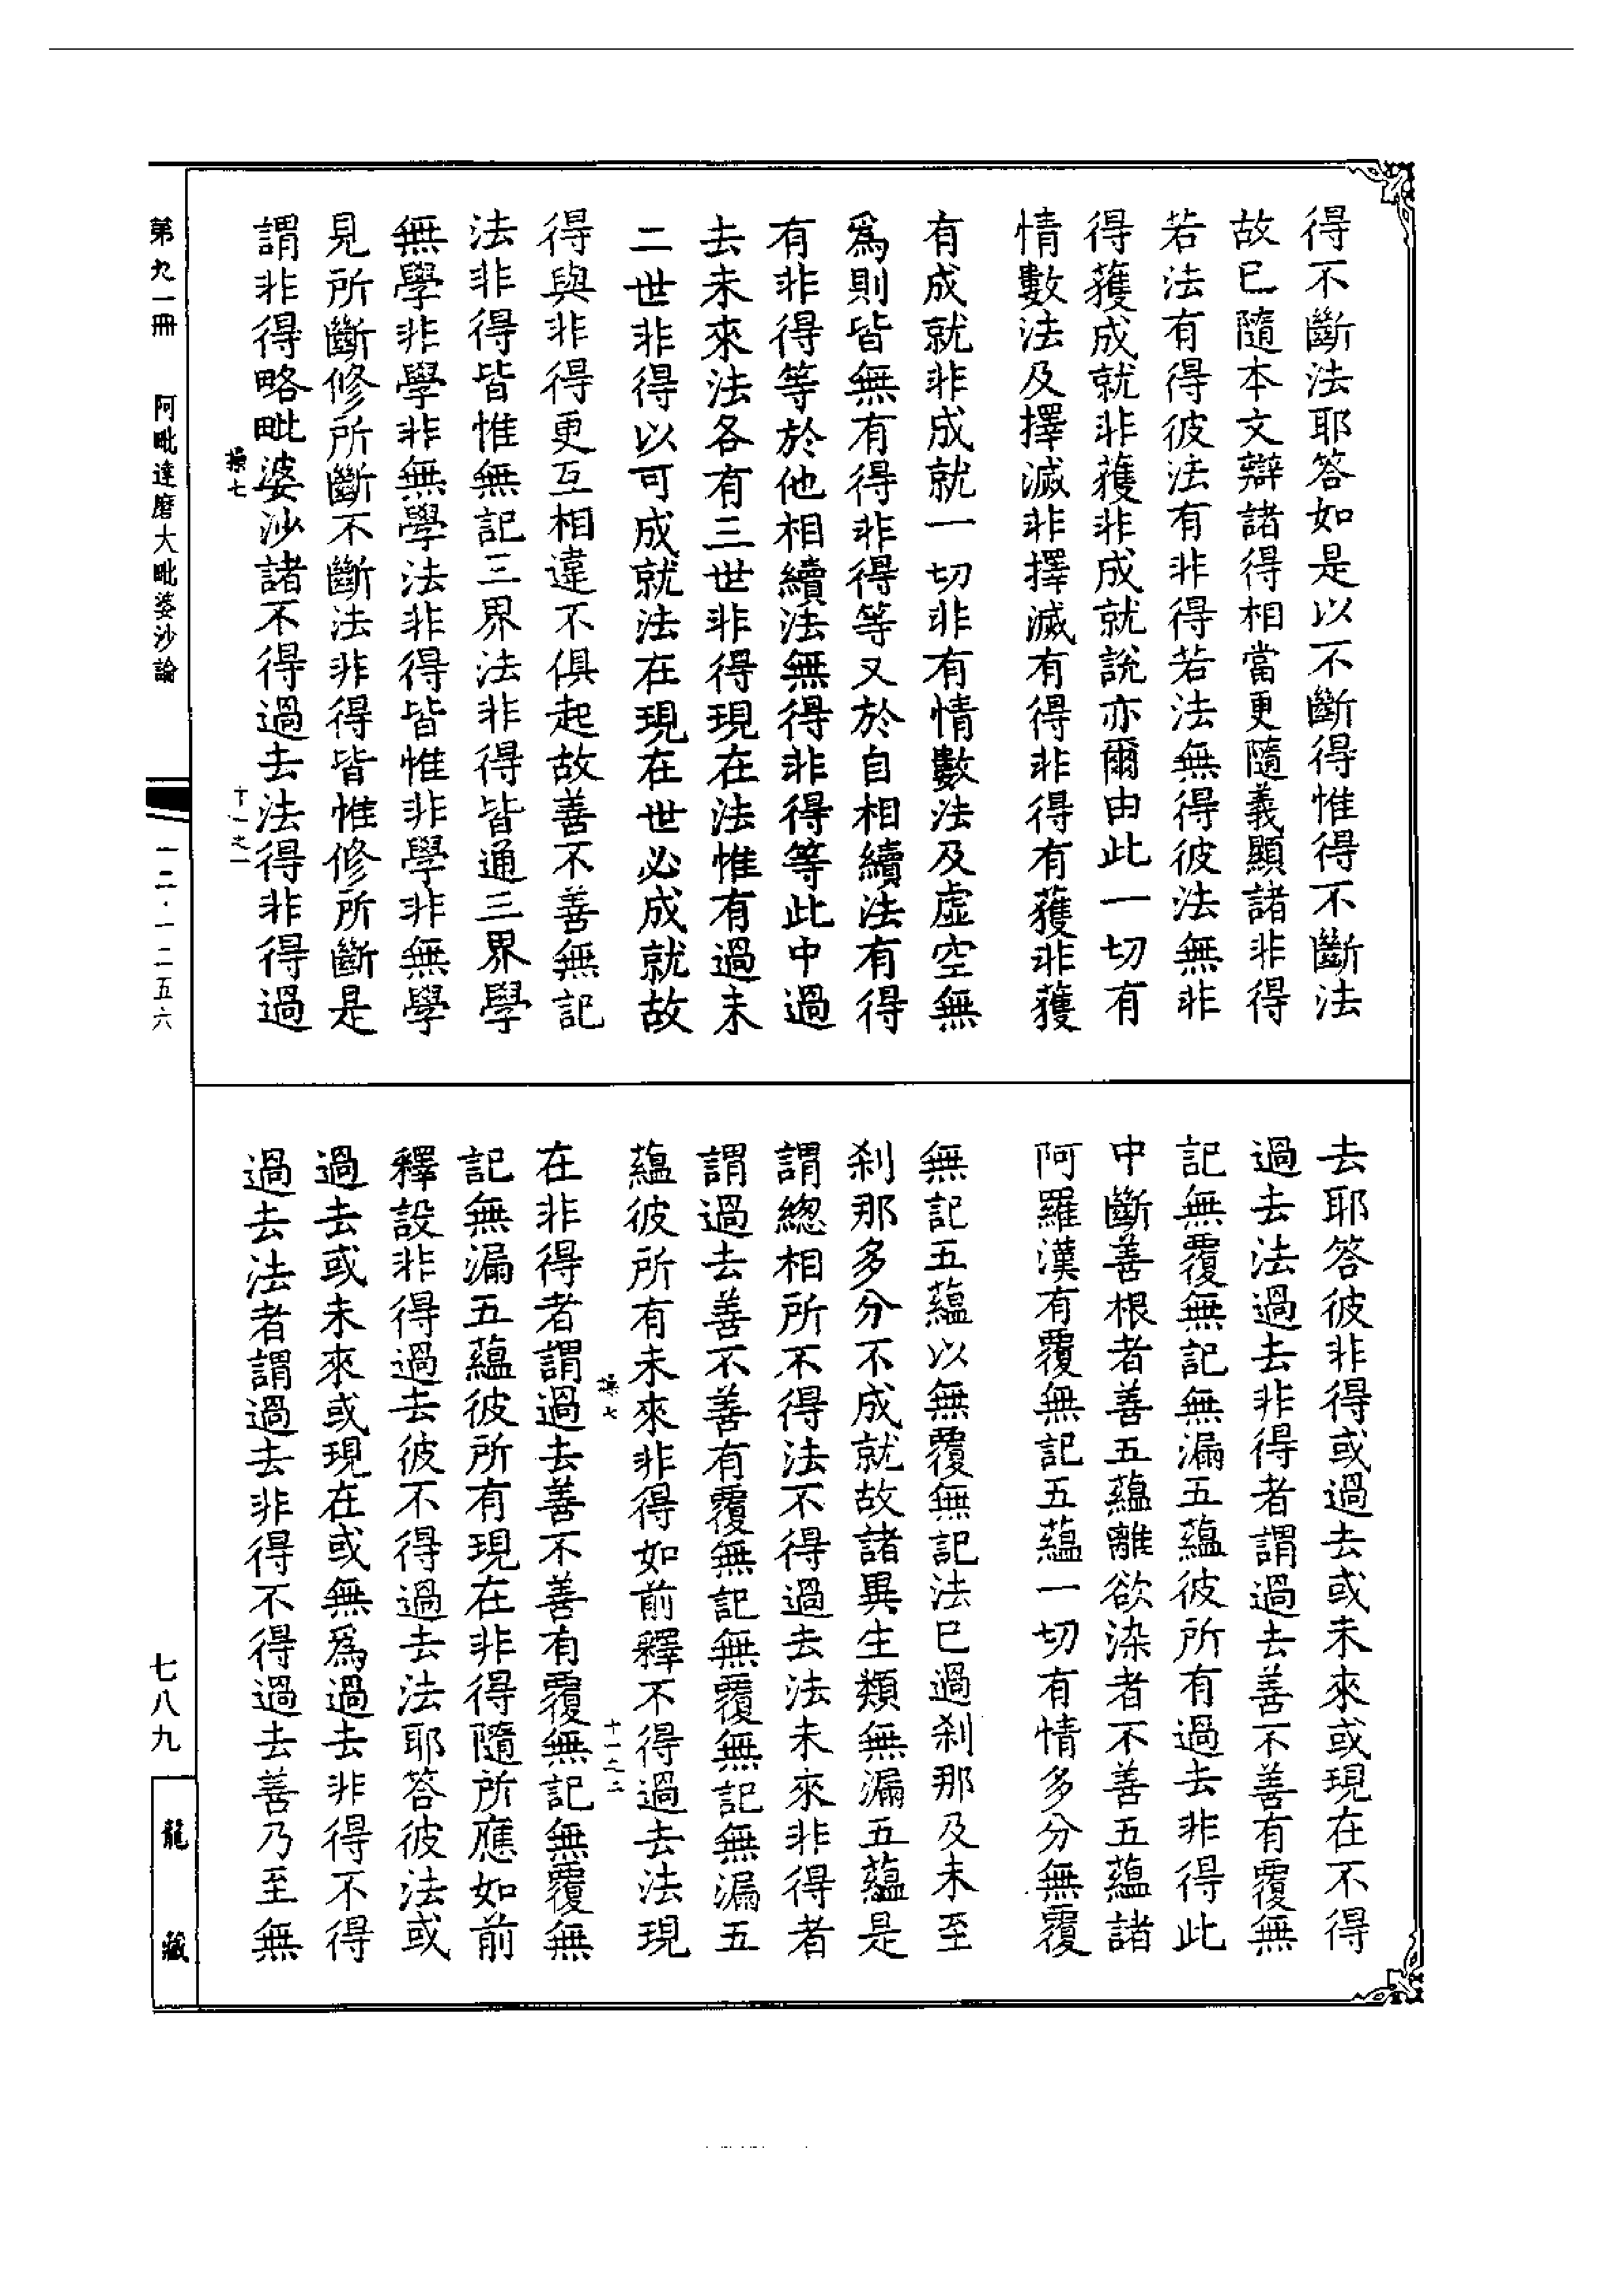 得不斷法耶答如是以不斷得惟得不斷法
故已隨本文辯諸得相當更隨義顯諸非得
若法有得彼法有非得若法無得彼法無非
得獲成就非獲非成就說亦爾由此一切有
情數法及擇滅非擇滅有得非得有獲非獲
有成就非成就一切非有情數法及虛空無
爲則皆無有得非得等又於自相續法有得
有非得等於他相續法無得非得等此中過
去未來法各有三世非得現在法惟有過未
二世非得以可成就法在現在世必成就故
得與非得更互相違不俱起故善不善無記
法非得皆惟無記三界法非得皆通三界學
無學非學非無學法非得皆惟非學非無學
見所斷修所斷不斷法非得皆惟修所斷是
謂非得略毗婆沙諸不得過去法得非得過
操七
十一之一
去耶答彼非得或過去或未來或現在不得
過去法過去非得者謂過去善不善有覆無
記無覆無記無漏五蘊彼所有過去非得此
中斷善根者善五蘊離欲染者不善五蘊諸
阿羅漢有覆無記五蘊一切有情多分無覆
無記五蘊以無覆無記法已過刹那及未至
刹那多分不成就故諸異生類無漏五蘊是
謂緫相所不得法不得過去法未來非得者
謂過去善不善有覆無記無覆無記無漏五
蘊彼所有未來非得如前釋不得過去法現
操七
十一之二
在非得者謂過去善不善有覆無記無覆無
記無漏五蘊彼所有現在非得隨所應如前
釋設非得過去彼不得過去法耶答彼法或
過去或未來或現在或無爲過去非得不得
過去法者謂過去非得不得過去善乃至無
第九一冊　阿毗達磨大毗婆沙論
一二·一二五六
七八九
龍藏